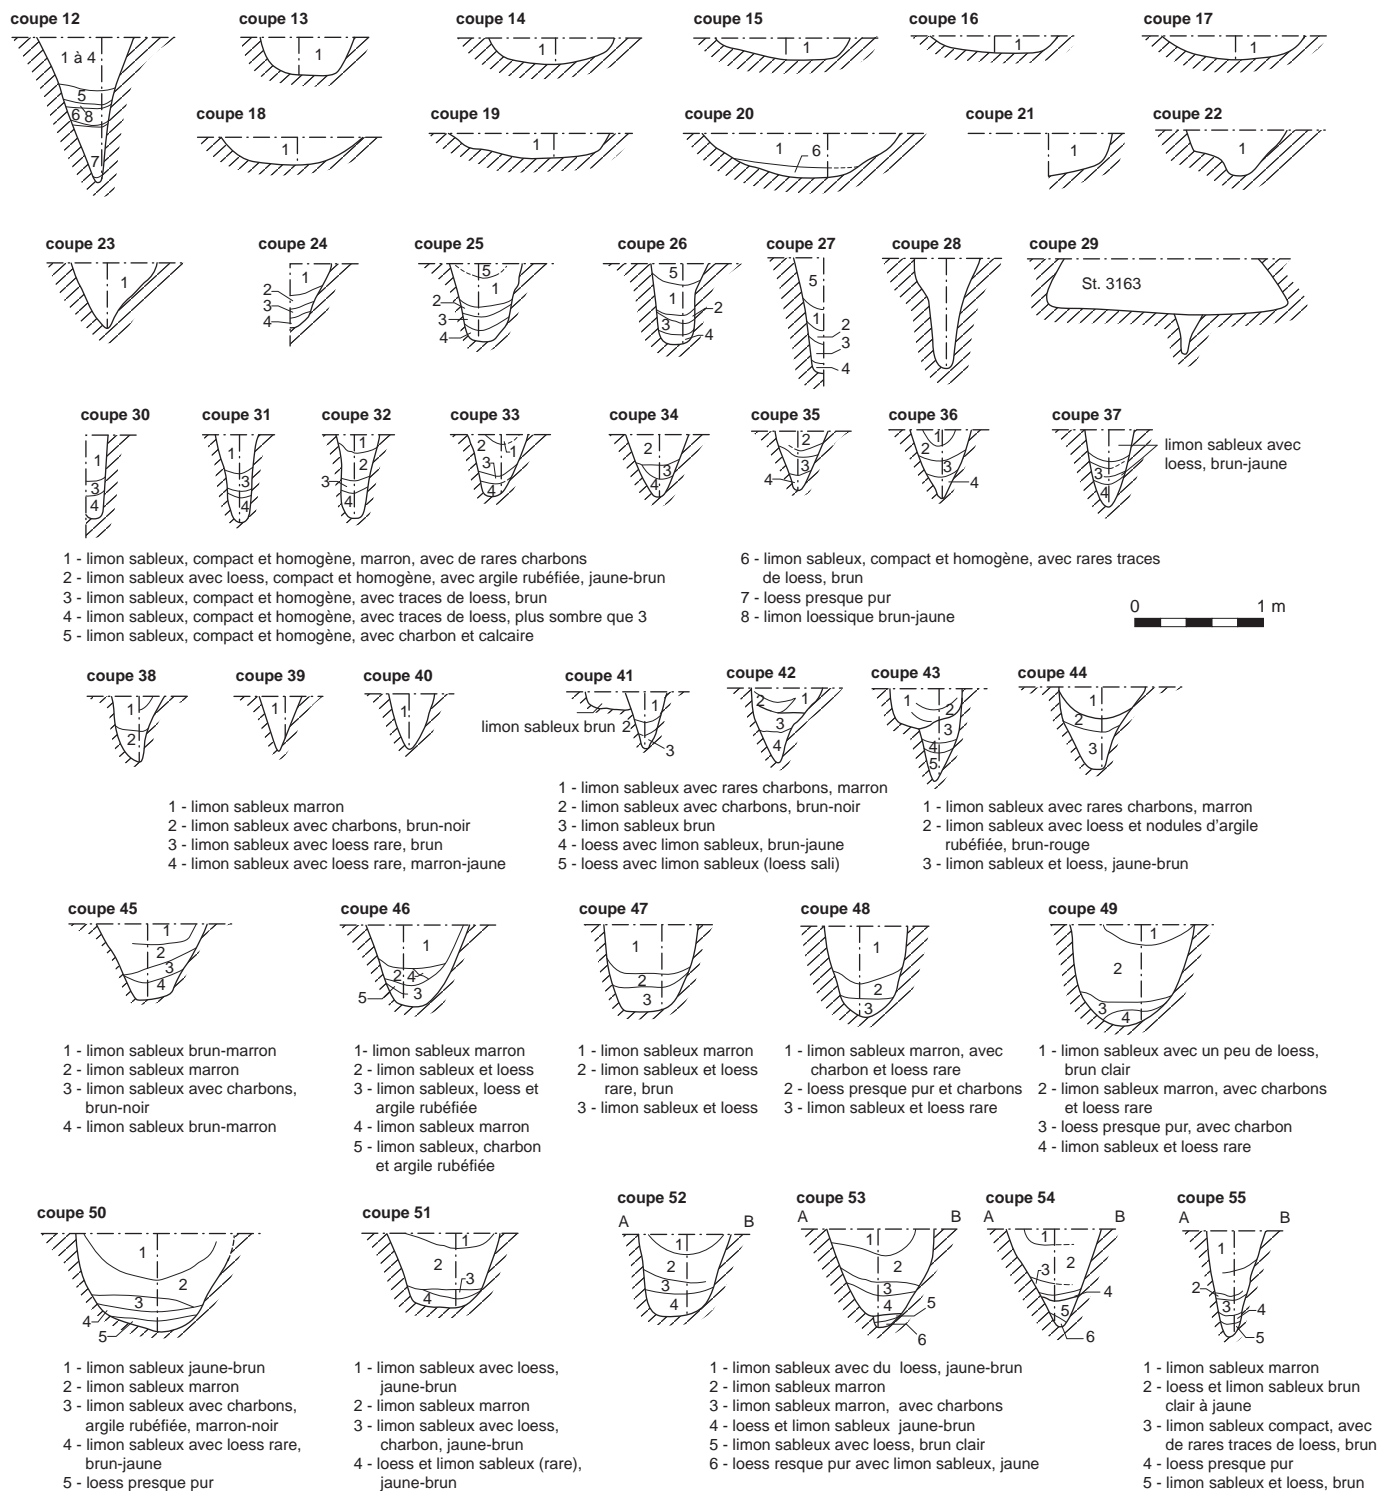 coupe 12
coupe 13
coupe 14
coupe 15
coupe 16
coupe 17
1 à 4
5
6
8
7
1
1
1
1
1
coupe 18
coupe 19
coupe 20
coupe 21
coupe 22
1
1
1
6
1
1
coupe 23
coupe 24
coupe 25
coupe 26
coupe 27
coupe 28
coupe 29
1
1
2
3
4
5
1
2
3
4
5
1
2
3
4
5
1
2
3
4
St. 3163
coupe 30
coupe 31
coupe 32
coupe 33
coupe 34
coupe 35
coupe 36
coupe 37
1
3
4
1
3
4
1
2
3
4
2
1
3
4
2
3
4
2
3
4
1
2
3
4
3
4
limon sableux avec
loess, brun-jaune
1 - limon sableux, compact et homogène, marron, avec de rares charbons
2 - limon sableux avec loess, compact et homogène, avec argile rubéfiée, jaune-brun
3 - limon sableux, compact et homogène, avec traces de loess, brun
4 - limon sableux, compact et homogène, avec traces de loess, plus sombre que 3
5 - limon sableux, compact et homogène, avec charbon et calcaire
6 - limon sableux, compact et homogène, avec rares traces
de loess, brun
7 - loess presque pur
8 - limon loessique brun-jaune
0 1 m
coupe 38
coupe 39
coupe 40
coupe 41
coupe 42
coupe 43
coupe 44
1
2
1
1
1
limon sableux brun 2
3
2
1
3
4
1
2
3
4
5
1
2
3
1 - limon sableux marron
2 - limon sableux avec charbons, brun-noir
3 - limon sableux avec loess rare, brun
4 - limon sableux avec loess rare, marron-jaune
1 - limon sableux avec rares charbons, marron
2 - limon sableux avec charbons, brun-noir
3 - limon sableux brun
4 - loess avec limon sableux, brun-jaune
5 - loess avec limon sableux (loess sali)
1 - limon sableux avec rares charbons, marron
2 - limon sableux avec loess et nodules d'argile
rubéfiée, brun-rouge
3 - limon sableux et loess, jaune-brun
coupe 45
coupe 46
coupe 47
coupe 48
coupe 49
1
2
3
4
1
2
4
3
5
1
2
3
1
2
3
1
2
3
4
1 - limon sableux brun-marron
2 - limon sableux marron
3 - limon sableux avec charbons,
brun-noir
4 - limon sableux brun-marron
1- limon sableux marron
2 - limon sableux et loess
3 - limon sableux, loess et
argile rubéfiée
4 - limon sableux marron
5 - limon sableux, charbon
et argile rubéfiée
1 - limon sableux marron
2 - limon sableux et loess
rare, brun
3 - limon sableux et loess
1 - limon sableux marron, avec
charbon et loess rare
2 - loess presque pur et charbons
3 - limon sableux et loess rare
1 - limon sableux avec un peu de loess,
brun clair
2 - limon sableux marron, avec charbons
et loess rare
3 - loess presque pur, avec charbon
4 - limon sableux et loess rare
coupe 50
coupe 51
coupe 52
coupe 53
coupe 54
coupe 55
1
2
3
4
5
1
2
3
4
A B
1
2
3
4
A B
1
2
3
4
5
6
A B
1
2
3
4
5
6
A B
1
2
3
4
5
1 - limon sableux jaune-brun
2 - limon sableux marron
3 - limon sableux avec charbons,
argile rubéfiée, marron-noir
4 - limon sableux avec loess rare,
brun-jaune
5 - loess presque pur
1 - limon sableux avec loess,
jaune-brun
2 - limon sableux marron
3 - limon sableux avec loess,
charbon, jaune-brun
4 - loess et limon sableux (rare),
jaune-brun
1 - limon sableux avec du loess, jaune-brun
2 - limon sableux marron
3 - limon sableux marron, avec charbons
4 - loess et limon sableux jaune-brun
5 - limon sableux avec loess, brun clair
6 - loess resque pur avec limon sableux, jaune
1 - limon sableux marron
2 - loess et limon sableux brun
clair à jaune
3 - limon sableux compact, avec
de rares traces de loess, brun
4 - loess presque pur
5 - limon sableux et loess, brun